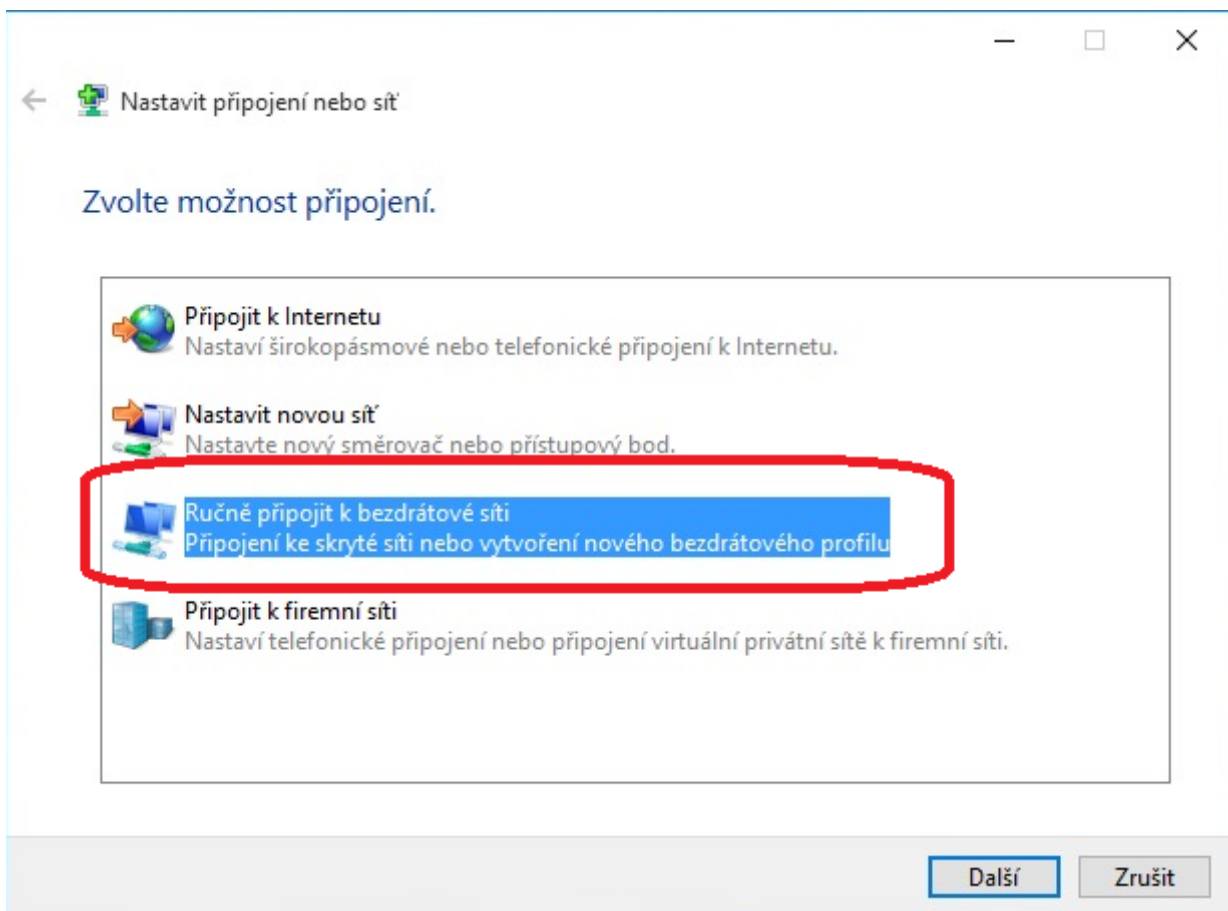 Nastavit připojení nebo síť
Zvolte možnost připojení.
Připojit k Internetu
Nastaví širokopásmové nebo telefonické připojení k Internetu.
Nastavit novou síť
Nastavte nový směrovač nebo přístupový bod.
Ručně připojit k bezdrátové síti
Připojení ke skryté síti nebo vytvoření nového bezdrátového profilu
Připojit k firemní síti
Nastaví telefonické připojení nebo připojení virtuální privátní sítě k firemní síti.
Další
Zrušit